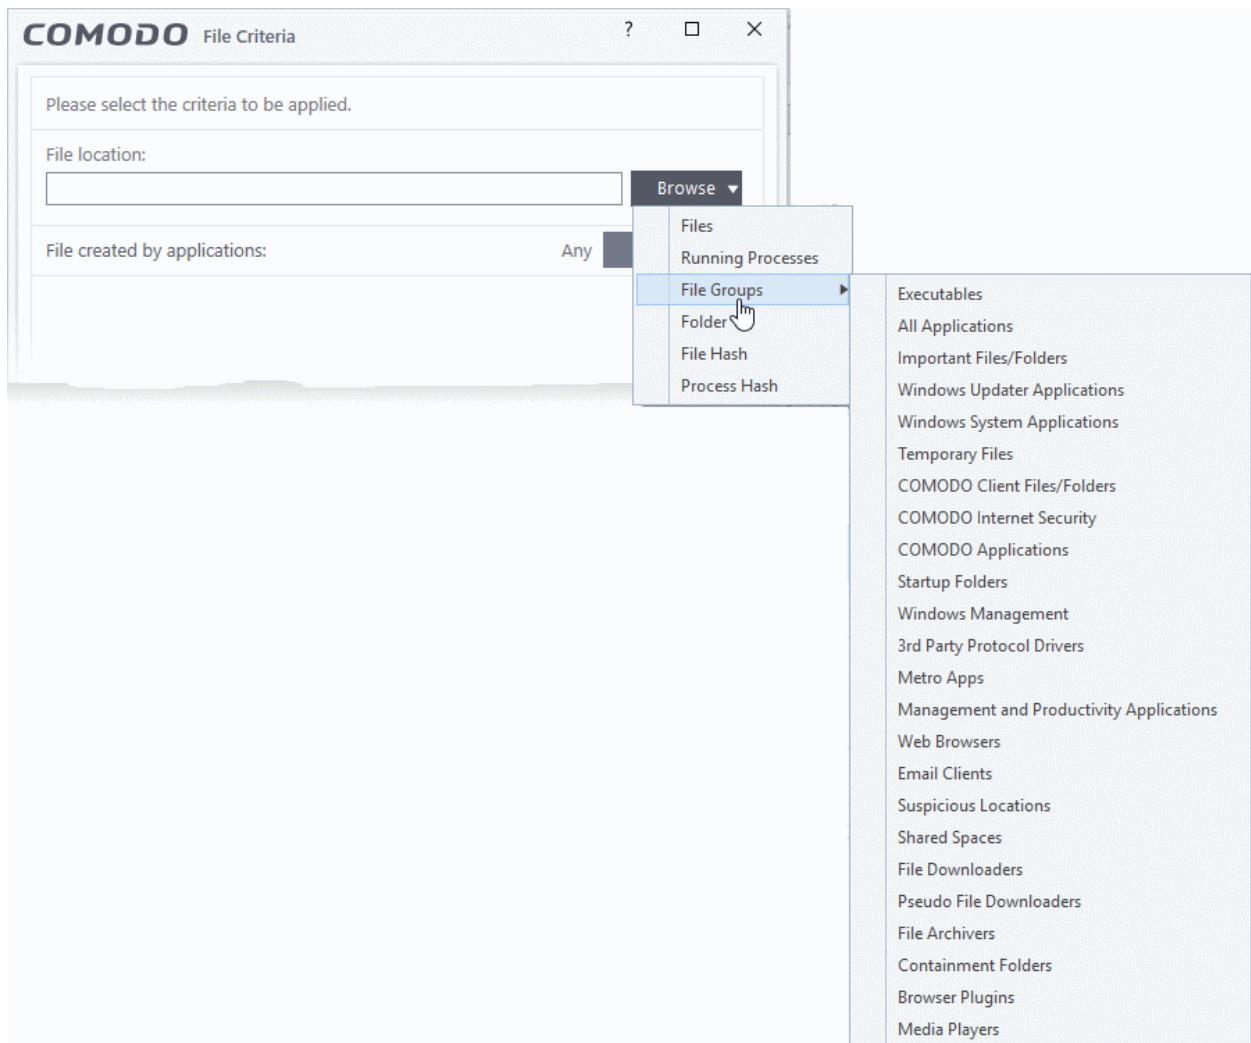 COMODO File Criteria ?
Please select the criteria to be applied.
File location:
Browse
File created by applications: Any
Files
Running Processes
File Groups
Folder
File Hash
Process Hash
Executables
All Applications
Important Files/Folders
Windows Updater Applications
Windows System Applications
Temporary Files
COMODO Client Files/Folders
COMODO Internet Security
COMODO Applications
Startup Folders
Windows Management
3rd Party Protocol Drivers
Metro Apps
Management and Productivity Applications
Web Browsers
Email Clients
Suspicious Locations
Shared Spaces
File Downloaders
Pseudo File Downloaders
File Archivers
Containment Folders
Browser Plugins
Media Players